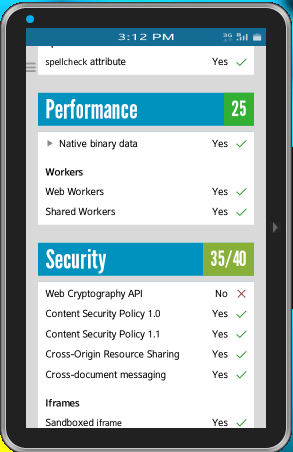 3:12 PM 3G
spellcheck attribute Yes
Performance 25
Native binary data Yes
Workers
Web Workers Yes
Shared Workers Yes
Security 35/40
Web Cryptography API No
Content Security Policy 1.0 Yes
Content Security Policy 1.1 Yes
Cross-Origin Resource Sharing Yes
Cross-document messaging Yes
Iframes
Sandboxed iframe Yes